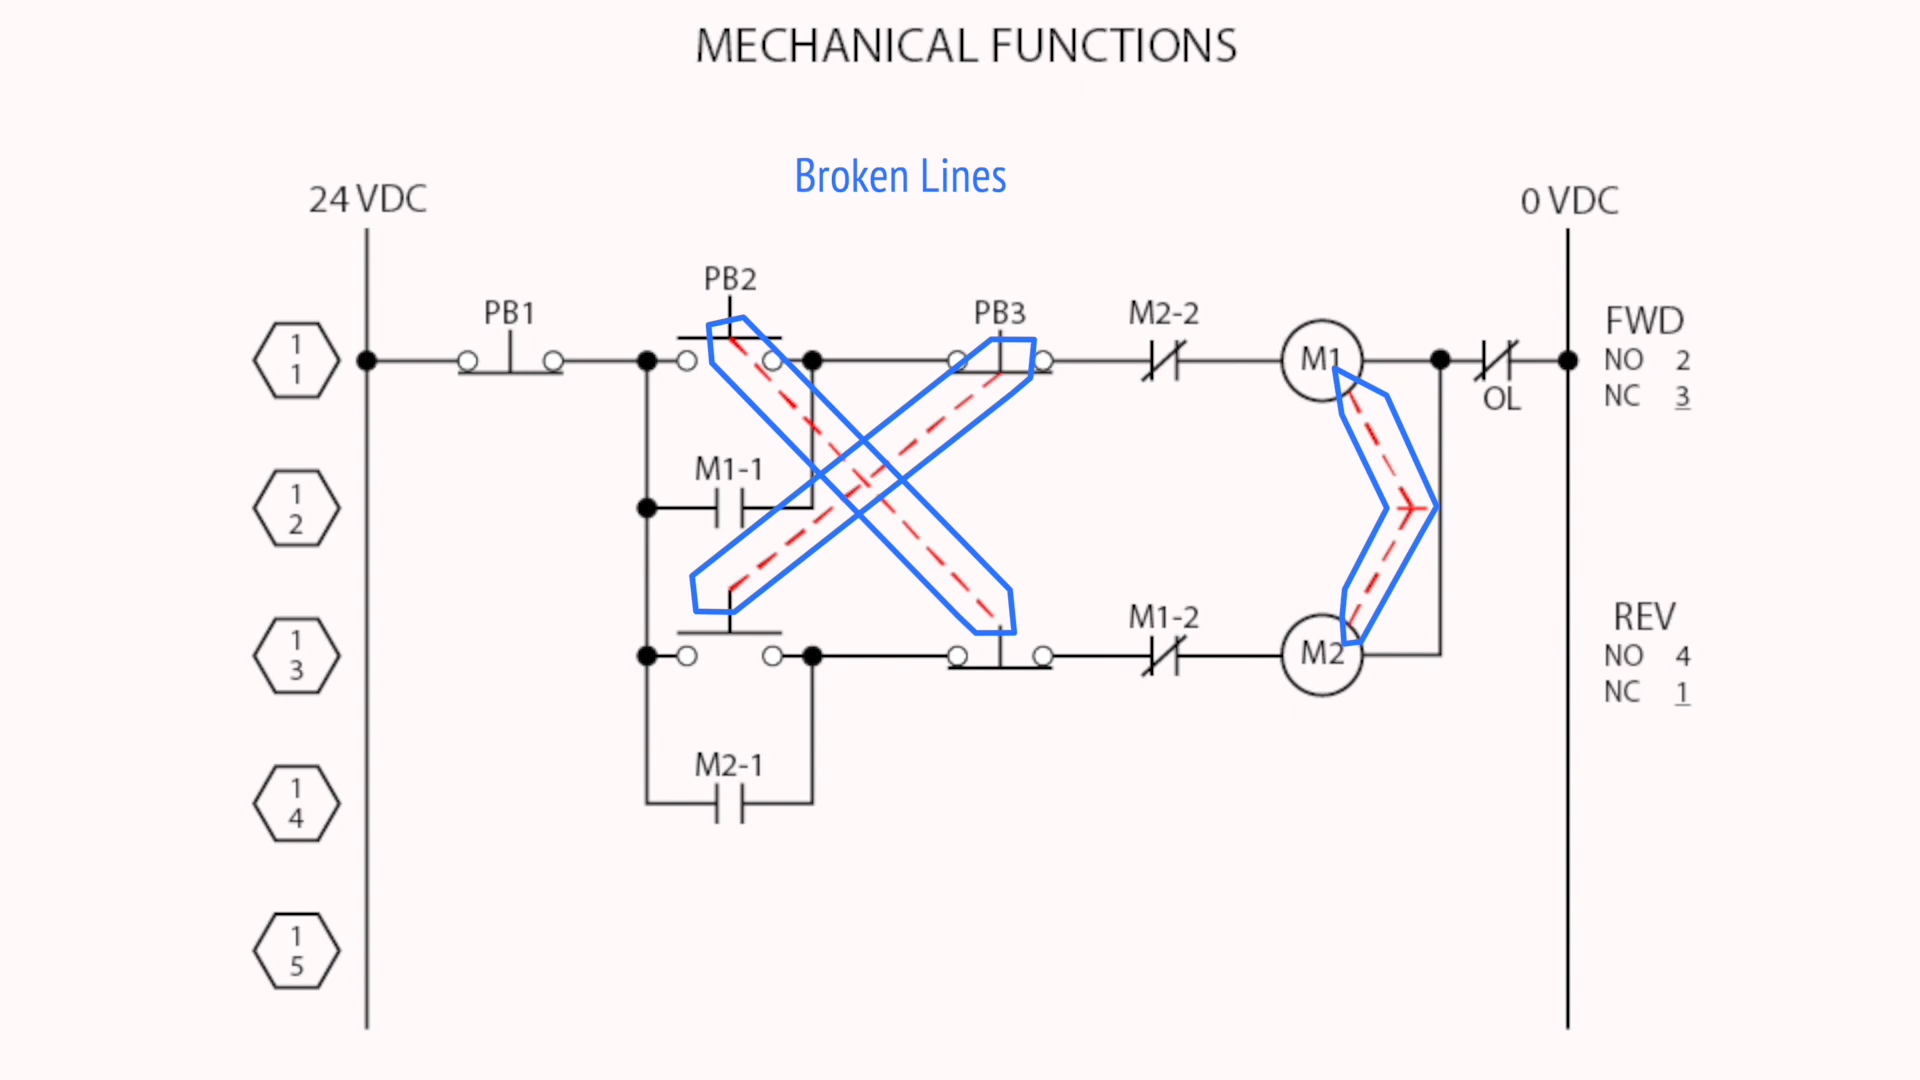 MECHANICAL FUNCTIONS
Broken Lines
24 VDC
0 VDC
PB2
PB1
PB3
M2-2
FWD
1
1
M1
NO 2
OL
NC 3
M1-1
1
2
M1-2
REV
1
3
M2
NO 4
NC 1
M2-1
1
4
1
5